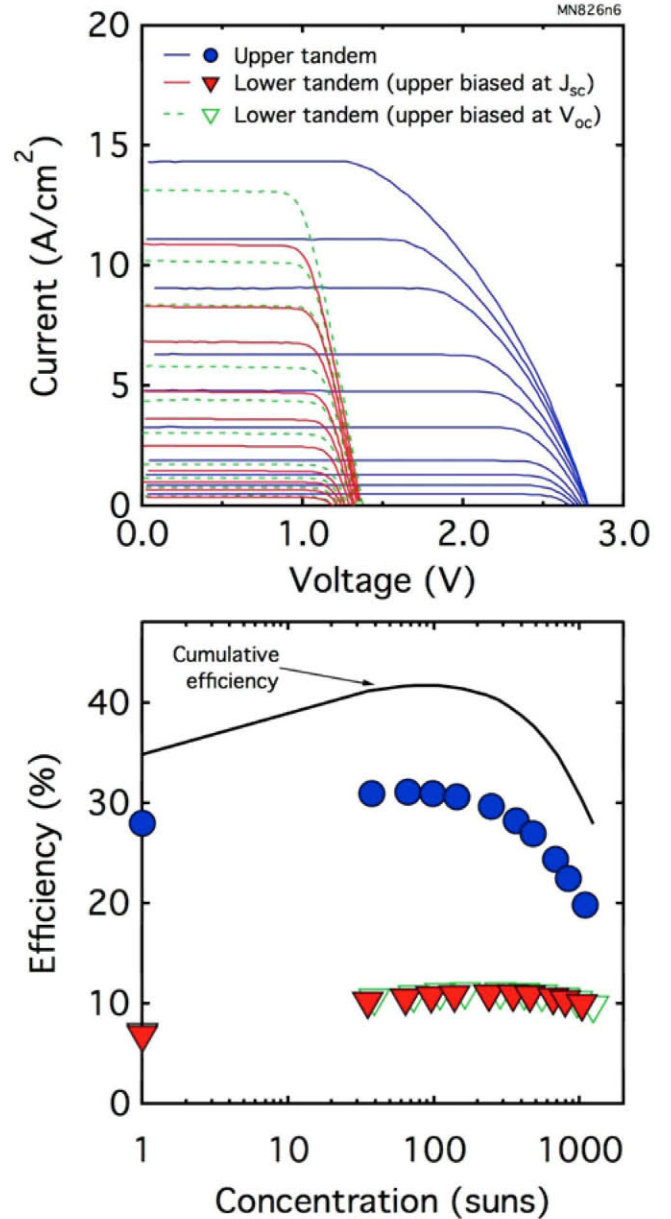 MN826n6
20
15
10
5
0
Current (A/cm²)
Upper tandem
Lower tandem (upper biased at Jsc)
Lower tandem (upper biased at Voc)
0.0 1.0 2.0 3.0
Voltage (V)
Cumulative
efficiency
40
30
20
10
0
Efficiency (%)
1 10 100 1000
Concentration (suns)